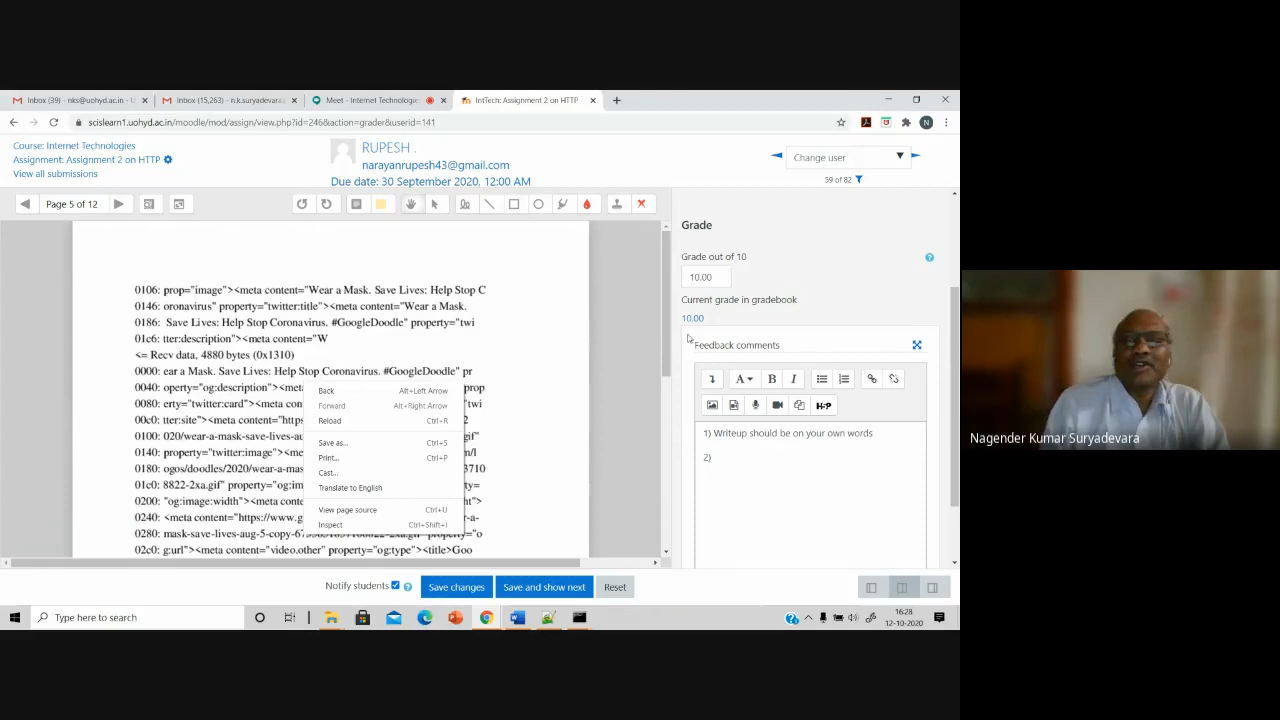 Inbox (39) - nks@uohyd.ac.in -
Inbox (15,263) - n.k.suryadevara
Meet - Internet Technologies
IntTech: Assignment 2 on HTTP
scislearn1.uohyd.ac.in/moodle/mod/assign/view.php?id=246&action=grader&userid=141
Course: Internet Technologies
Assignment: Assignment 2 on HTTP
View all submissions
RUPESH .
narayanrupesh43@gmail.com
Due date: 30 September 2020, 12:00 AM
Change user
59 of 82
Page 5 of 12
0106: prop="image"><meta content="Wear a Mask. Save Lives: Help Stop C
0146: oronavirus" property="twitter:title"><meta content="Wear a Mask.
0186: Save Lives: Help Stop Coronavirus. #GoogleDoodle" property="twi
01c6: tter:description"><meta content="W
<= Recv data, 4880 bytes (0x1310)
0000: ear a Mask. Save Lives: Help Stop Coronavirus. #GoogleDoodle" pr
0040: operty="og:description"><meta prop
0080: erty="twitter:card"><meta con "twi
00c0: tter:site"><meta content="https 2
0100: 020/wear-a-mask-save-lives-au gif"
0140: property="twitter:image"><me m/l
0180: ogos/doodles/2020/wear-a-mas 3710
01c0: 8822-2xa.gif" property="og:im erty=
0200: "og:image:width"><meta conte ht">
0240: <meta content="https://www.g r-a-
0280: mask-save-lives-aug-5-copy- "o
02c0: g:url"><meta content="video.other" property="og:type"><title>Goo
Back Alt+Left Arrow
Forward Alt+Right Arrow
Reload Ctrl+R
Save as... Ctrl+S
Print... Ctrl+P
Cast...
Translate to English
View page source Ctrl+U
Inspect Ctrl+Shift+I
Grade
Grade out of 10
10.00
Current grade in gradebook
10.00
Feedback comments
A
B
I
H5P
1) Writeup should be on your own words
2)
Notify students
Save changes
Save and show next
Reset
Type here to search
16:28
12-10-2020
Nagender Kumar Suryadevara